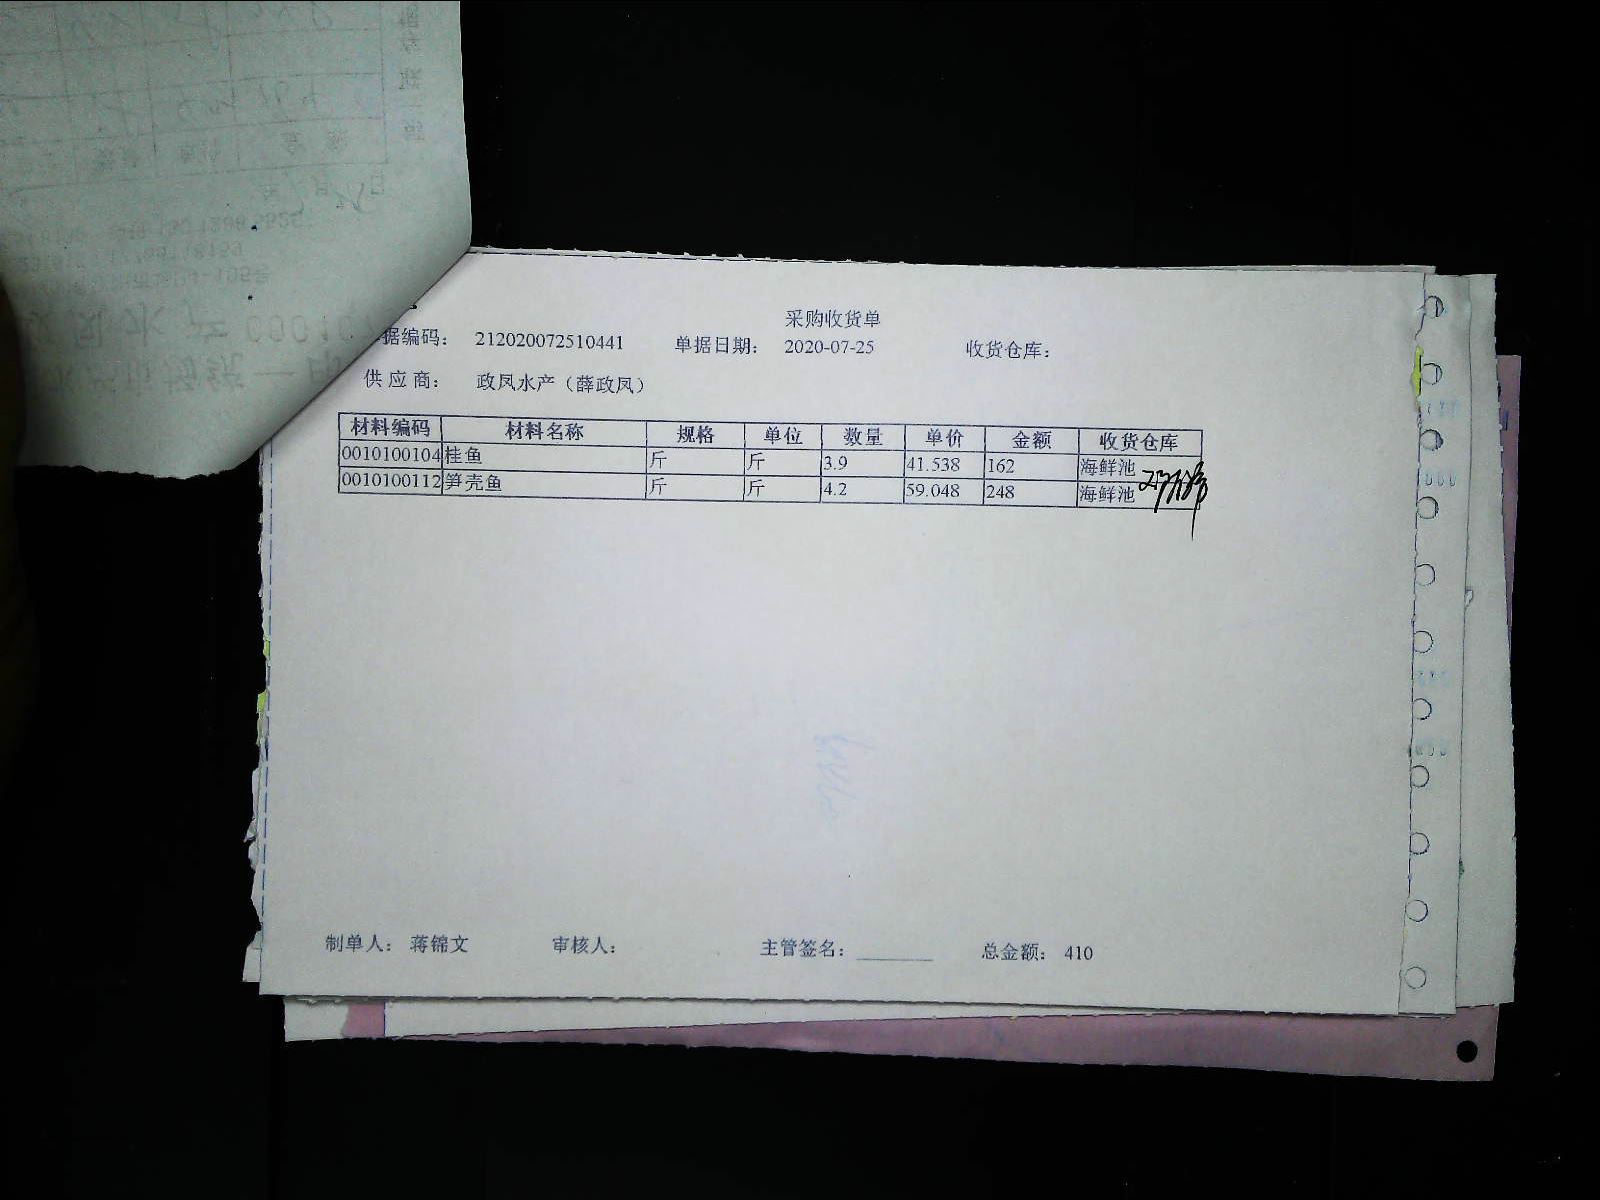 采购收货单
据编码： 212020072510441 单据日期： 2020-07-25 收货仓库：
供应商： 政凤水产（薛政凤）
材料编码 材料名称 规格 单位 数量 单价 金额 收货仓库
0010100104 桂鱼 斤 斤 3.9 41.538 162 海鲜池
0010100112 笋壳鱼 斤 斤 4.2 59.048 248 海鲜池
制单人： 蒋锦文 审核人： 主管签名： 总金额： 410